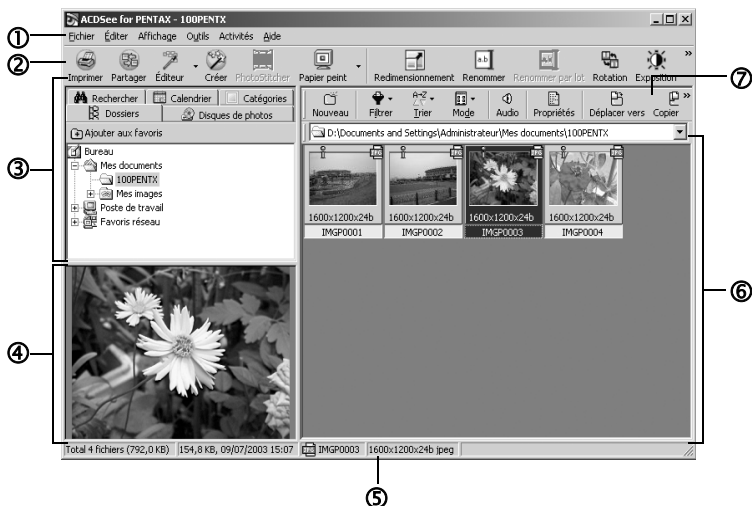 ACDSee for PENTAX - 100PENTX
① Fichier Éditer Affichage Outils Activités Aide
② Imprimer Partager Éditeur Créer PhotoStitcher Papier peint Redimensionnement Renommer Renommer par lot Rotation Exposition »
⑦
③
Rechercher Calendrier Catégories
Dossiers Disques de photos
Ajouter aux favoris
Bureau
Mes documents
100PENTX
Mes images
Poste de travail
Favoris réseau
Nouveau Filtrer Trier Mode Audio Propriétés Déplacer vers Copier »
D:\Documents and Settings\Administrateur\Mes documents\100PENTX
1600x1200x24b 1600x1200x24b 1600x1200x24b 1600x1200x24b
IMGP0001 IMGP0002 IMGP0003 IMGP0004
⑥
④
Total 4 fichiers (792,0 KB) 154,8 KB, 09/07/2003 15:07 IMGP0003 1600x1200x24b jpeg
⑤